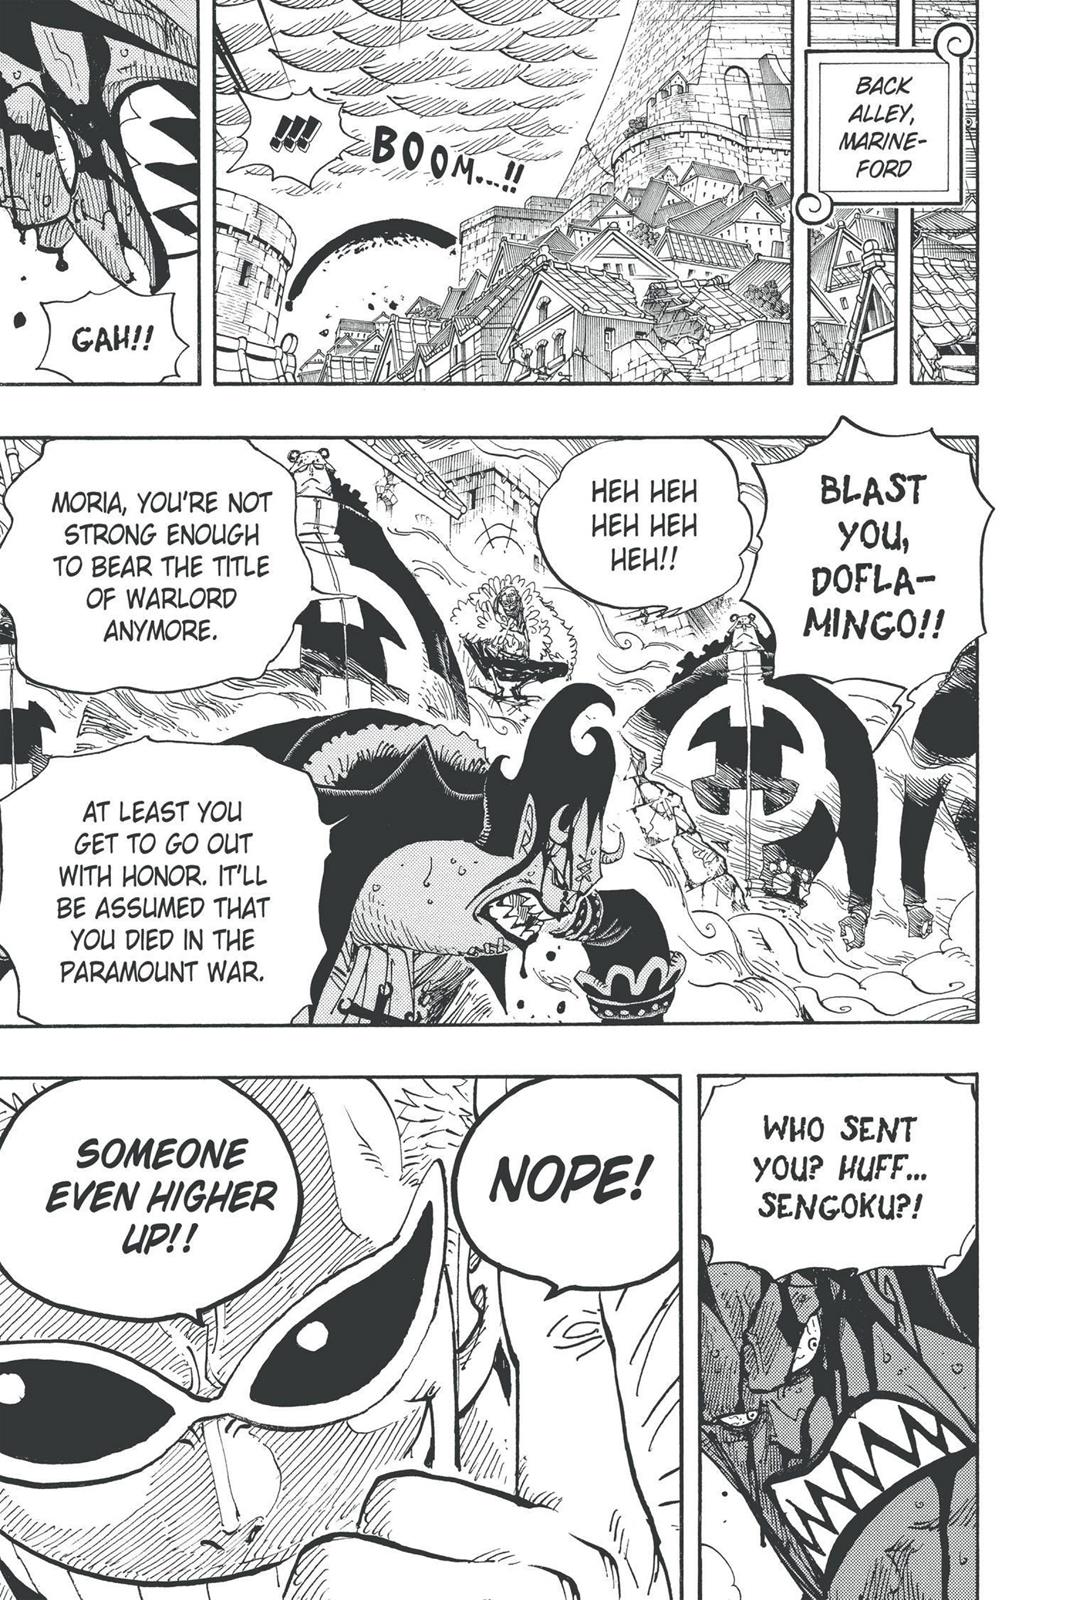 BACK
ALLEY,
MARINE-
FORD
BOOM...!!
!!!
GAH!!
BLAST
YOU,
DOFLA-
MINGO!!
HEH HEH
HEH HEH
HEH!!
MORIA, YOU'RE NOT
STRONG ENOUGH
TO BEAR THE TITLE
OF WARLORD
ANYMORE.
AT LEAST YOU
GET TO GO OUT
WITH HONOR. IT'LL
BE ASSUMED THAT
YOU DIED IN THE
PARAMOUNT WAR.
WHO SENT
YOU? HUFF...
SENGOKU?!
NOPE!
SOMEONE
EVEN HIGHER
UP!!